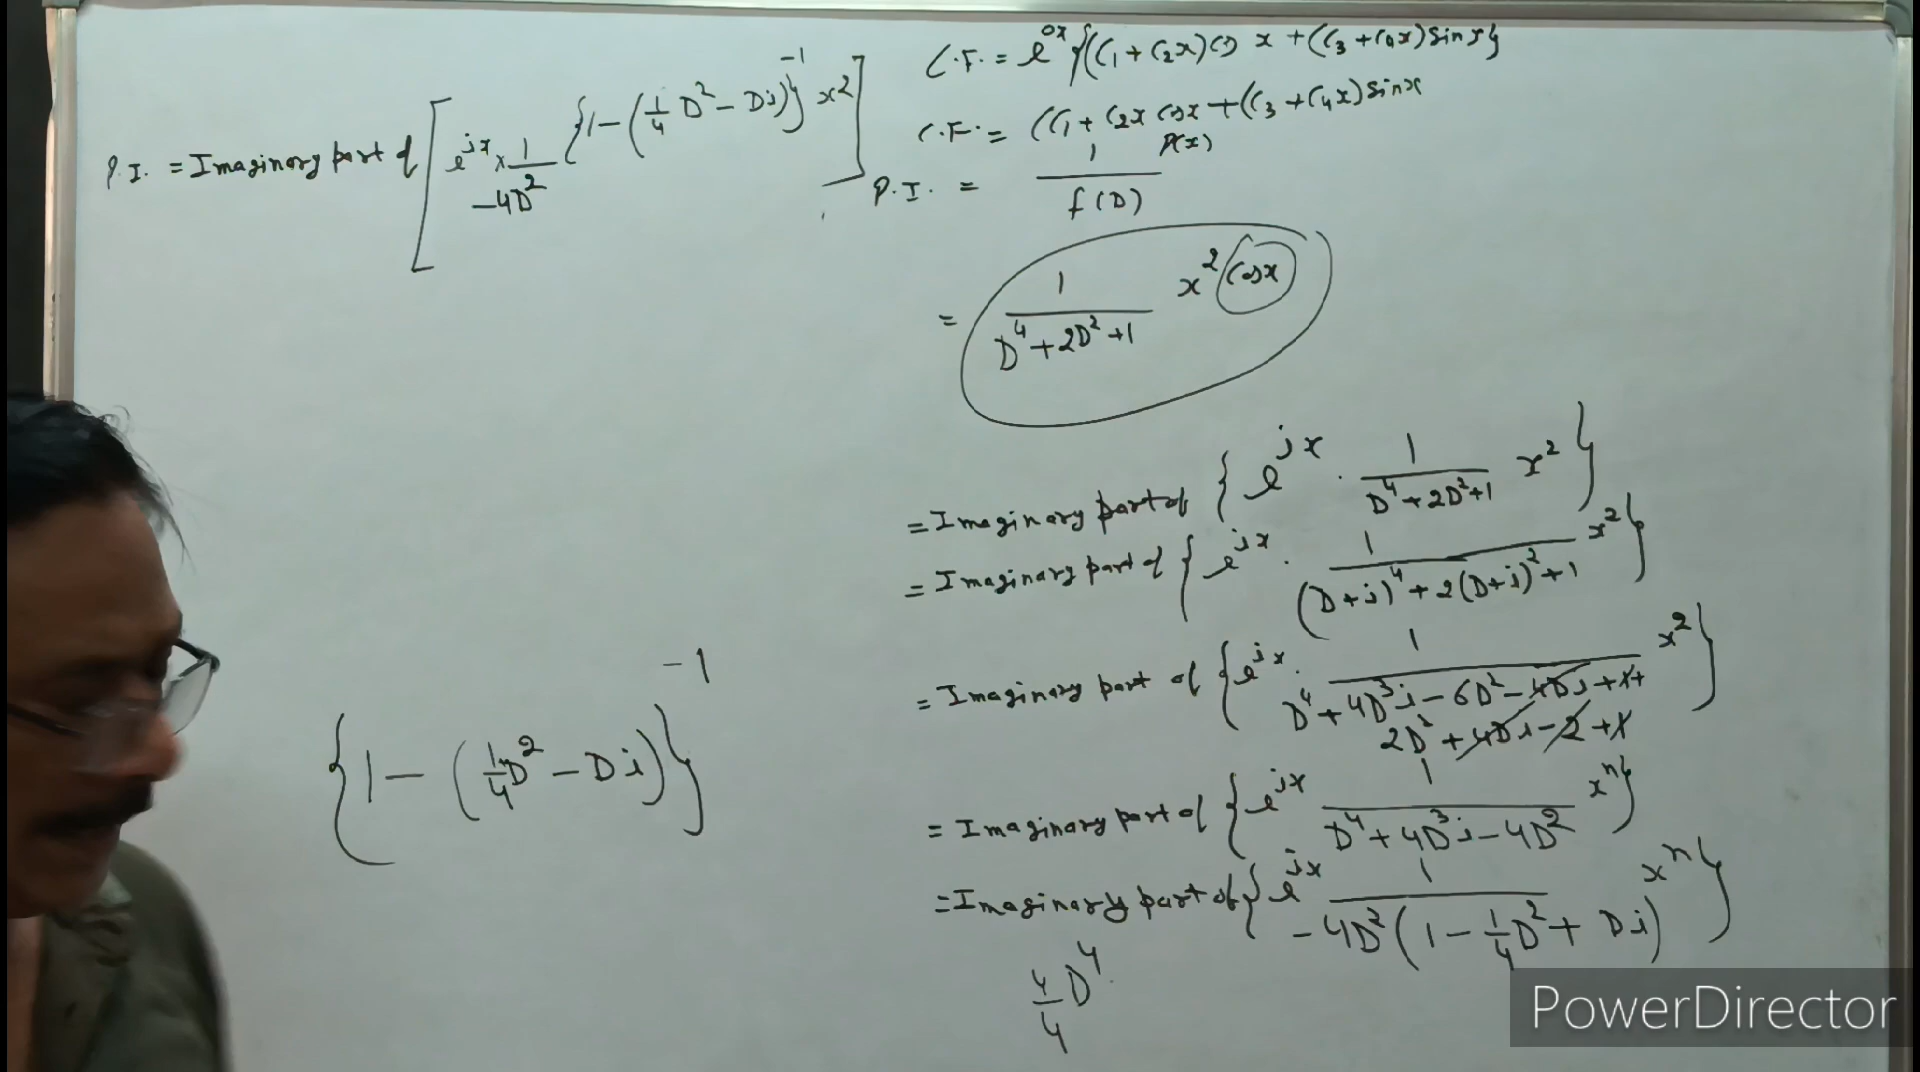 C.F. = e^{0x} {(C₁ + C₂x) cos x + (C₃ + C₄x) sin x}
C.F. = (C₁ + C₂x cos x + (C₃ + C₄x) sin x
P.I. = 1/f(D) R(x)
= 1/(D⁴ + 2D² + 1) x² cos x
= Imaginary part of { e^{ix} · 1/(D⁴ + 2D² + 1) x² }
= Imaginary part of { e^{ix} · 1/((D + i)⁴ + 2(D + i)² + 1) x² }
= Imaginary part of { e^{ix} · 1/(D⁴ + 4D³i − 6D² − 4Di + 1 + 2D² + 4Di − 2 + 1) x² }
= Imaginary part of { e^{ix} 1/(D⁴ + 4D³i − 4D²) xⁿ }
= Imaginary part of { e^{ix} 1/(−4D² (1 − 1/4 D² + Di)) xⁿ }
4/4 D⁴
P.I. = Imaginary part of [ e^{ix} × 1/(−4D²) {1 − (1/4 D² − Di)}⁻¹ x² ]
{1 − (1/4 D² − Di)}⁻¹
PowerDirector